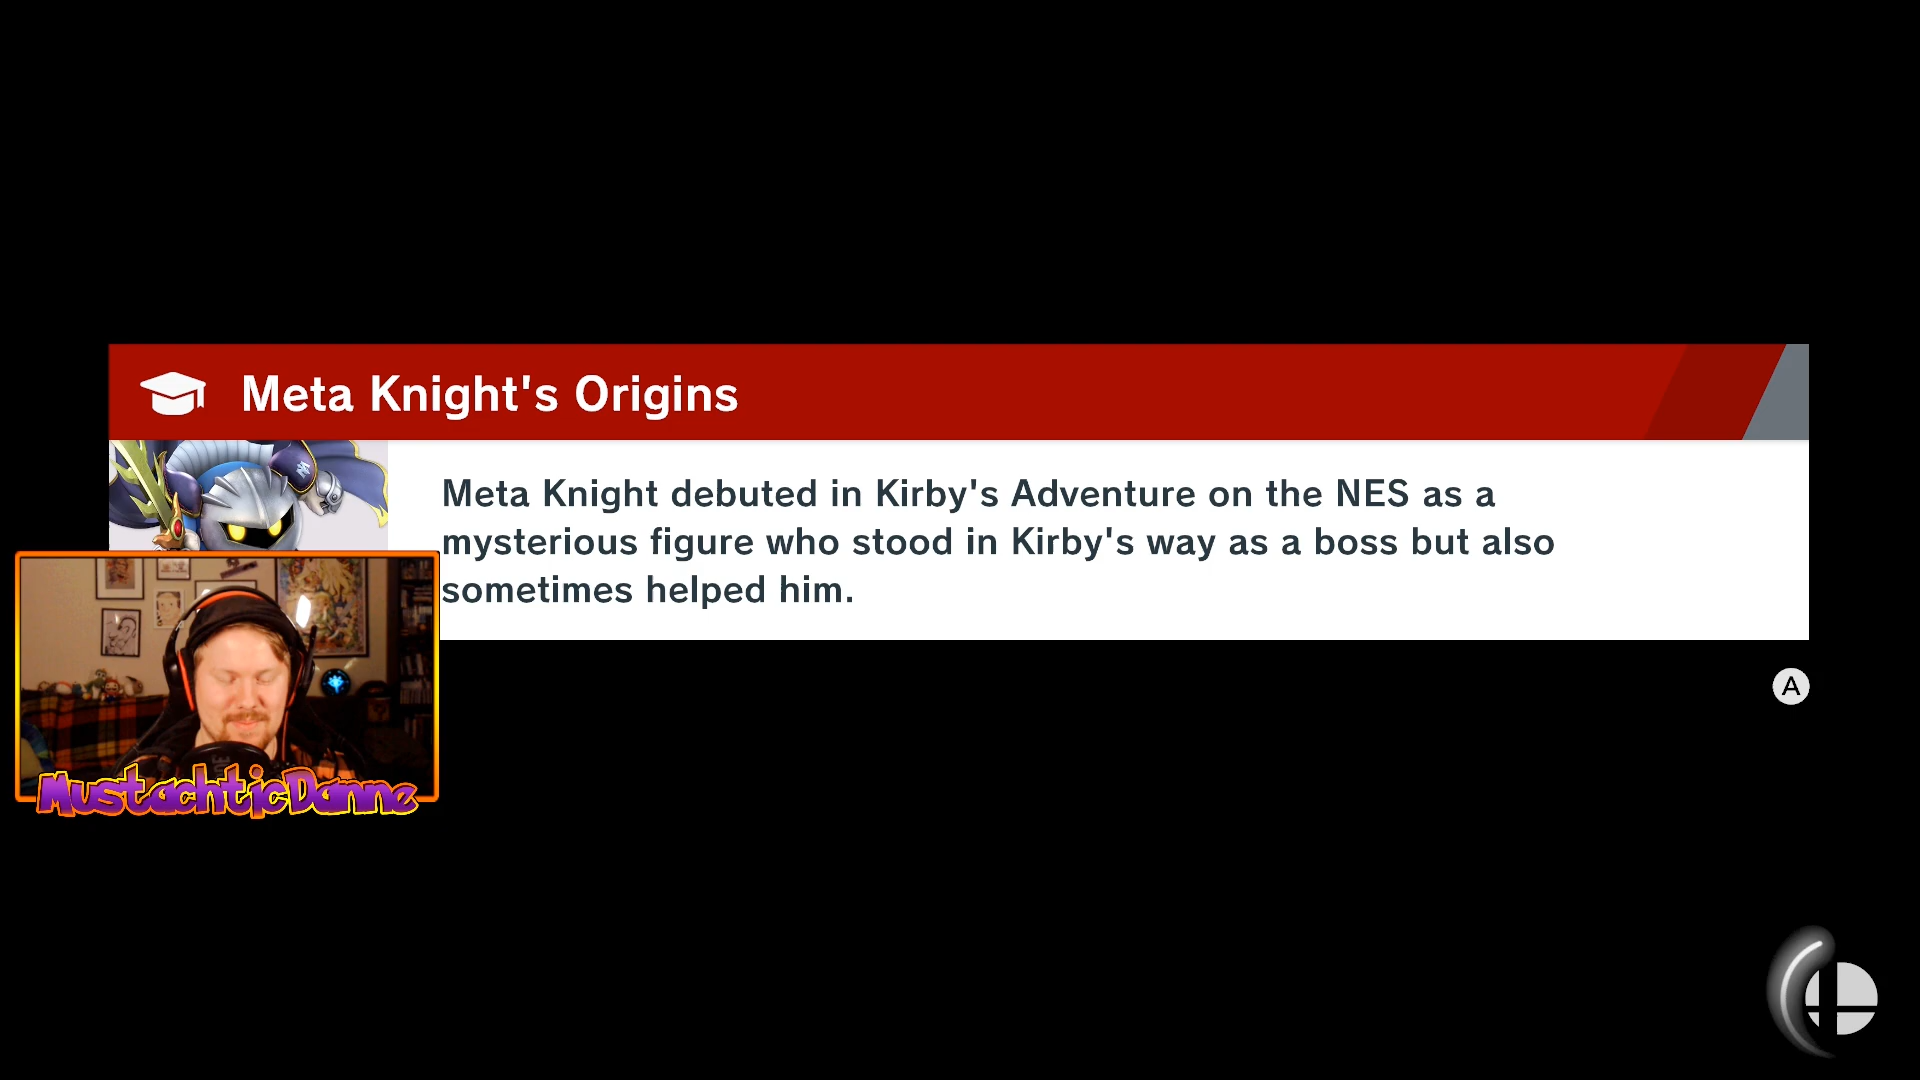 Meta Knight's Origins
Meta Knight debuted in Kirby's Adventure on the NES as a
mysterious figure who stood in Kirby's way as a boss but also
sometimes helped him.
A
MustachticDanne